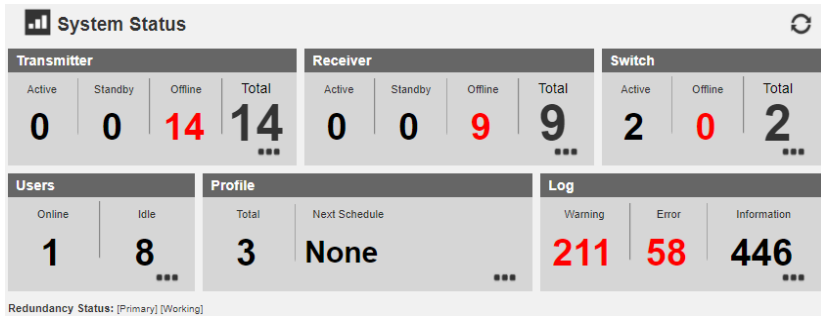 System Status
Transmitter Receiver Switch
Active Standby Offline Total Active Standby Offline Total Active Offline Total
0 0 14 14 0 0 9 9 2 0 2
Users Profile Log
Online Idle Total Next Schedule Warning Error Information
1 8 3 None 211 58 446
Redundancy Status: [Primary] [Working]